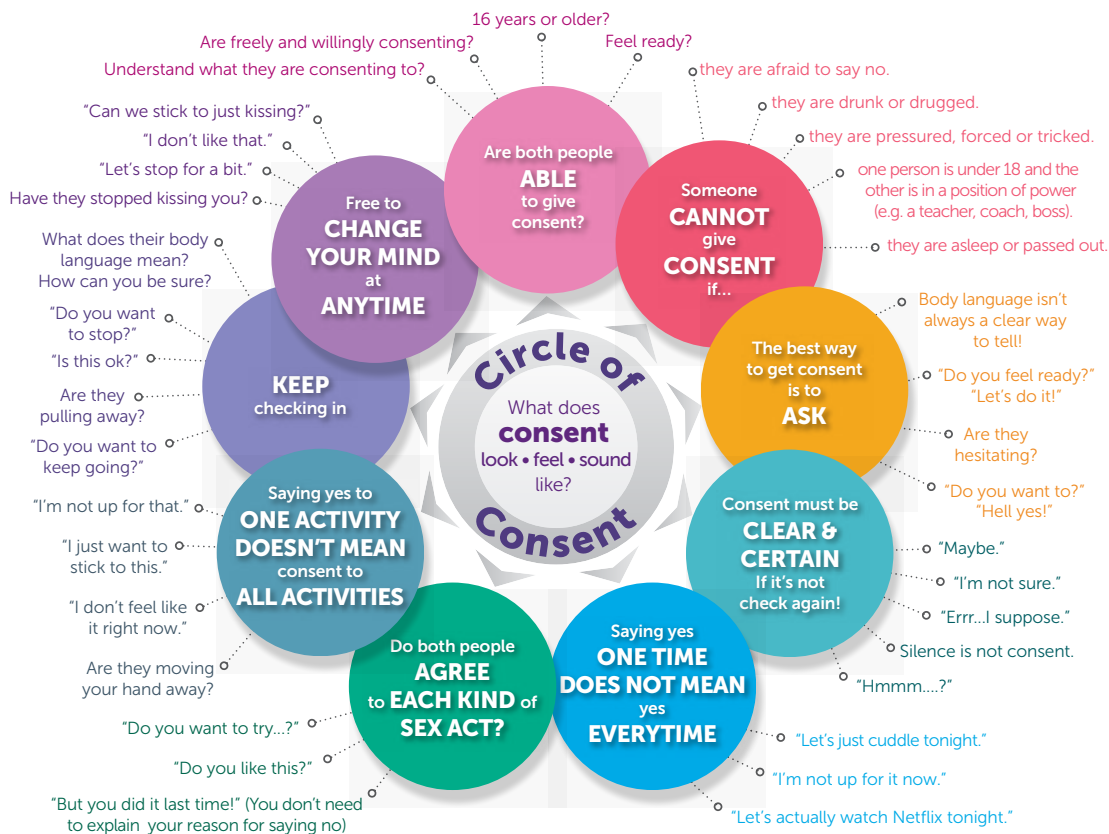 16 years or older?
Are freely and willingly consenting?
Feel ready?
Understand what they are consenting to?
Are both people
ABLE
to give
consent?
they are afraid to say no.
they are drunk or drugged.
they are pressured, forced or tricked.
one person is under 18 and the
other is in a position of power
(e.g. a teacher, coach, boss).
they are asleep or passed out.
Someone
CANNOT
give
CONSENT
if...
Body language isn't
always a clear way
to tell!
"Do you feel ready?"
"Let's do it!"
Are they
hesitating?
"Do you want to?"
"Hell yes!"
The best way
to get consent
is to
ASK
Consent must be
CLEAR &
CERTAIN
If it's not
check again!
"Maybe."
"I'm not sure."
"Errr...I suppose."
Silence is not consent.
"Hmmm....?"
Saying yes
ONE TIME
DOES NOT MEAN
yes
EVERYTIME
"Let's just cuddle tonight."
"I'm not up for it now."
"Let's actually watch Netflix tonight."
Do both people
AGREE
to EACH KIND of
SEX ACT?
"Do you want to try...?"
"Do you like this?"
"But you did it last time!" (You don't need
to explain your reason for saying no)
Saying yes to
ONE ACTIVITY
DOESN'T MEAN
consent to
ALL ACTIVITIES
"I'm not up for that."
"I just want to
stick to this."
"I don't feel like
it right now."
Are they moving
your hand away?
KEEP
checking in
What does their body
language mean?
How can you be sure?
"Do you want
to stop?"
"Is this ok?"
Are they
pulling away?
"Do you want to
keep going?"
Free to
CHANGE
YOUR MIND
at
ANYTIME
"Can we stick to just kissing?"
"I don't like that."
"Let's stop for a bit."
Have they stopped kissing you?
Circle of
What does
consent
look • feel • sound
like?
Consent